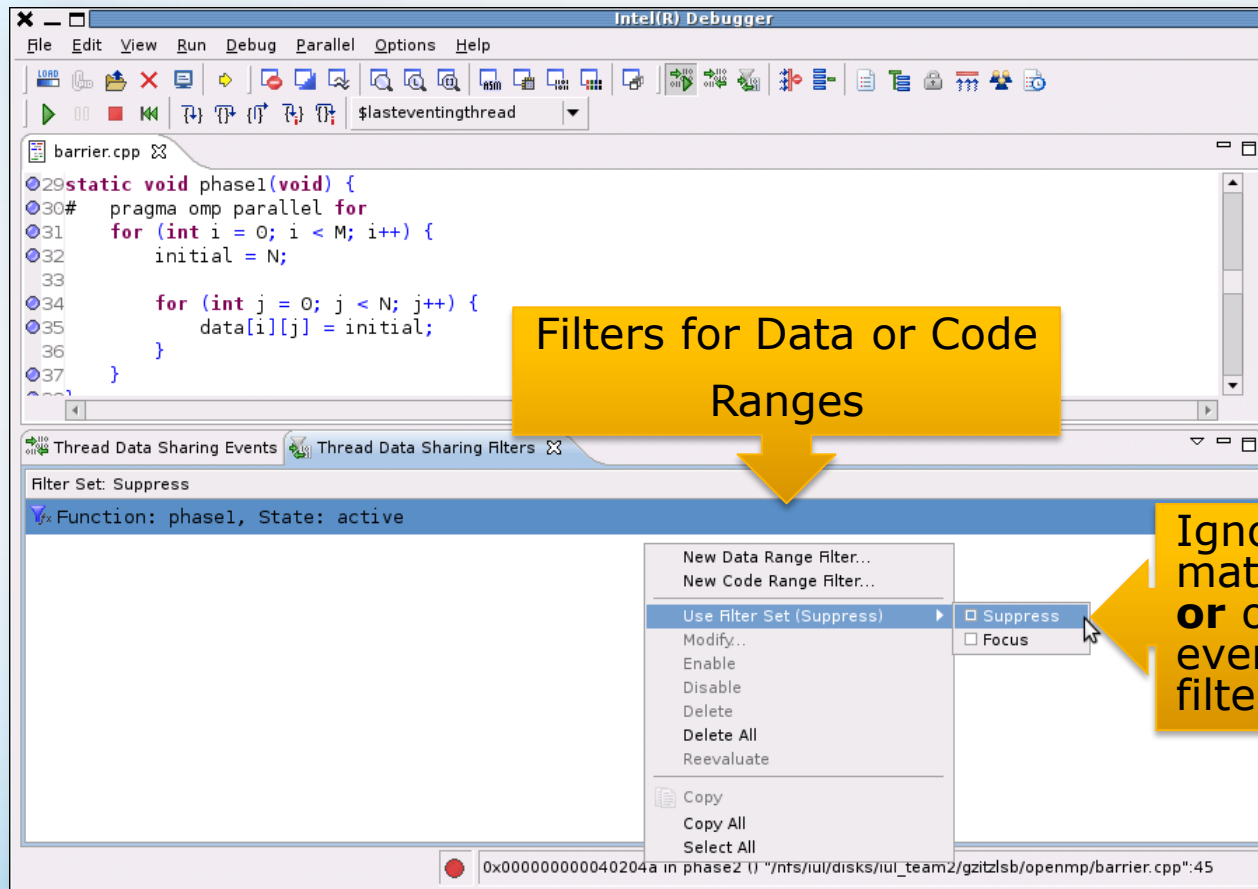 Intel(R) Debugger
File Edit View Run Debug Parallel Options Help
$lasteventingthread
barrier.cpp
29 static void phase1(void) {
30 # pragma omp parallel for
31 for (int i = 0; i < M; i++) {
32 initial = N;
33
34 for (int j = 0; j < N; j++) {
35 data[i][j] = initial;
36 }
37 }
Filters for Data or Code
Ranges
Thread Data Sharing Events Thread Data Sharing Filters
Filter Set: Suppress
Function: phase1, State: active
New Data Range Filter...
New Code Range Filter...
Use Filter Set (Suppress)
Suppress
Modify...
Focus
Enable
Disable
Delete
Delete All
Reevaluate
Copy
Copy All
Select All
or
0x000000000040204a in phase2 () "/nfs/iul/disks/iul_team2/gzitzlsb/openmp/barrier.cpp":45